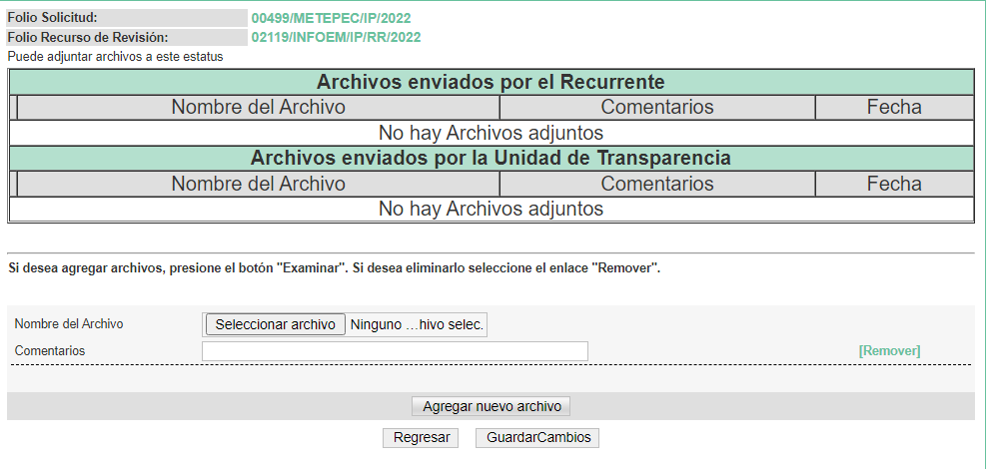 Folio Solicitud: 00499/METEPEC/IP/2022
Folio Recurso de Revisión: 02119/INFOEM/IP/RR/2022
Puede adjuntar archivos a este estatus
Archivos enviados por el Recurrente
Nombre del Archivo Comentarios Fecha
No hay Archivos adjuntos
Archivos enviados por la Unidad de Transparencia
Nombre del Archivo Comentarios Fecha
No hay Archivos adjuntos
Si desea agregar archivos, presione el botón "Examinar". Si desea eliminarlo seleccione el enlace "Remover".
Nombre del Archivo Seleccionar archivo Ninguno ...hivo selec.
Comentarios [Remover]
Agregar nuevo archivo
Regresar GuardarCambios